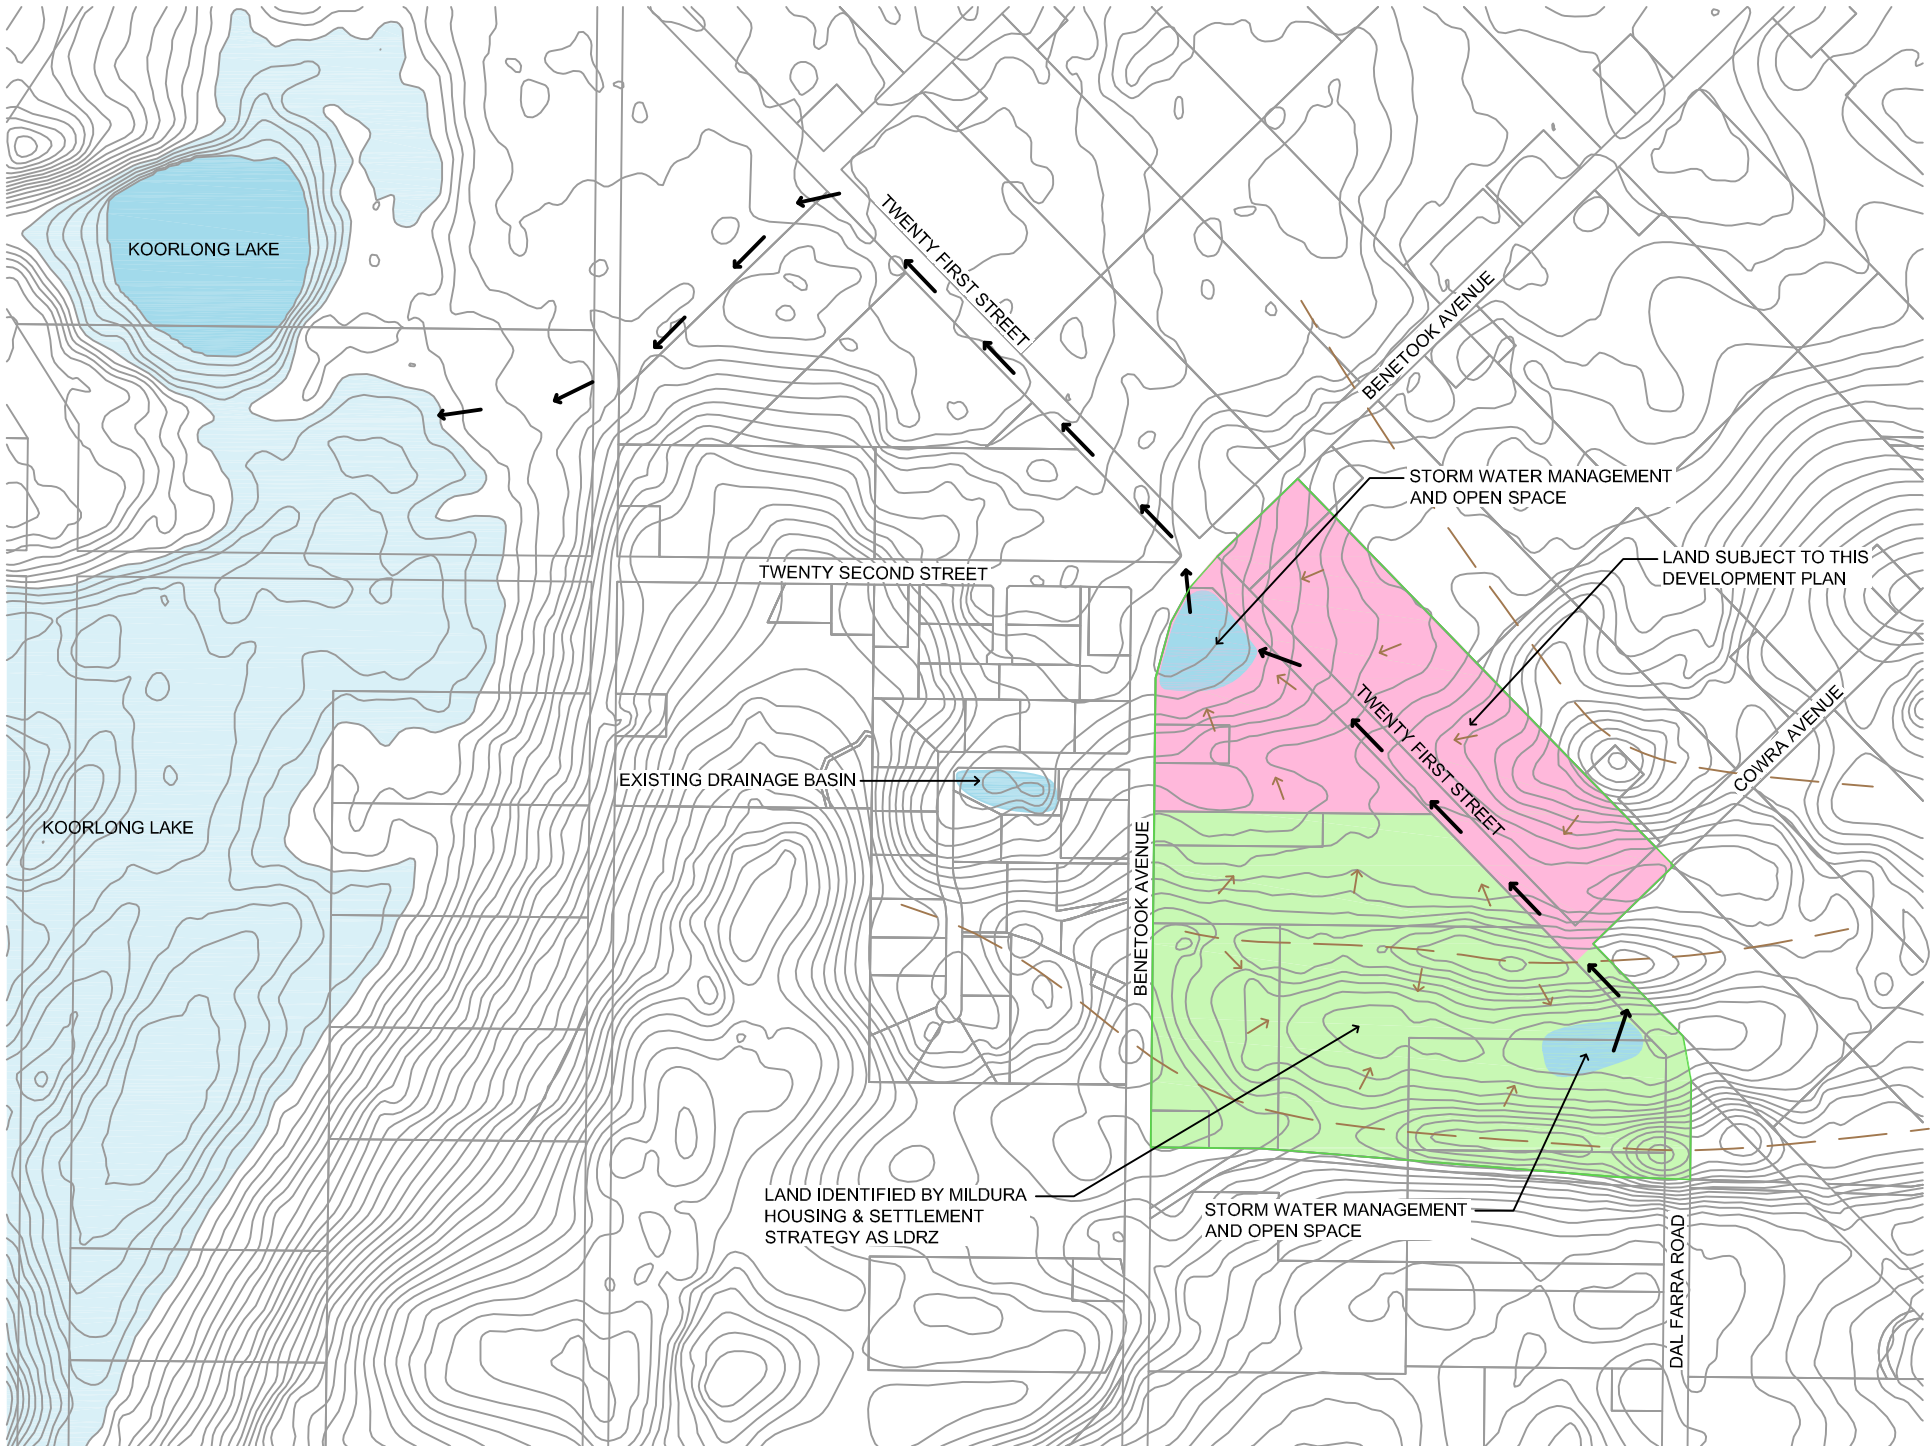 KOORLONG LAKE
TWENTY FIRST STREET
BENETOOK AVENUE
STORM WATER MANAGEMENT
AND OPEN SPACE
LAND SUBJECT TO THIS
DEVELOPMENT PLAN
TWENTY SECOND STREET
TWENTY FIRST STREET
COWRA AVENUE
EXISTING DRAINAGE BASIN
KOORLONG LAKE
BENETOOK AVENUE
LAND IDENTIFIED BY MILDURA
HOUSING & SETTLEMENT
STRATEGY AS LDRZ
STORM WATER MANAGEMENT
AND OPEN SPACE
DAL FARRA ROAD